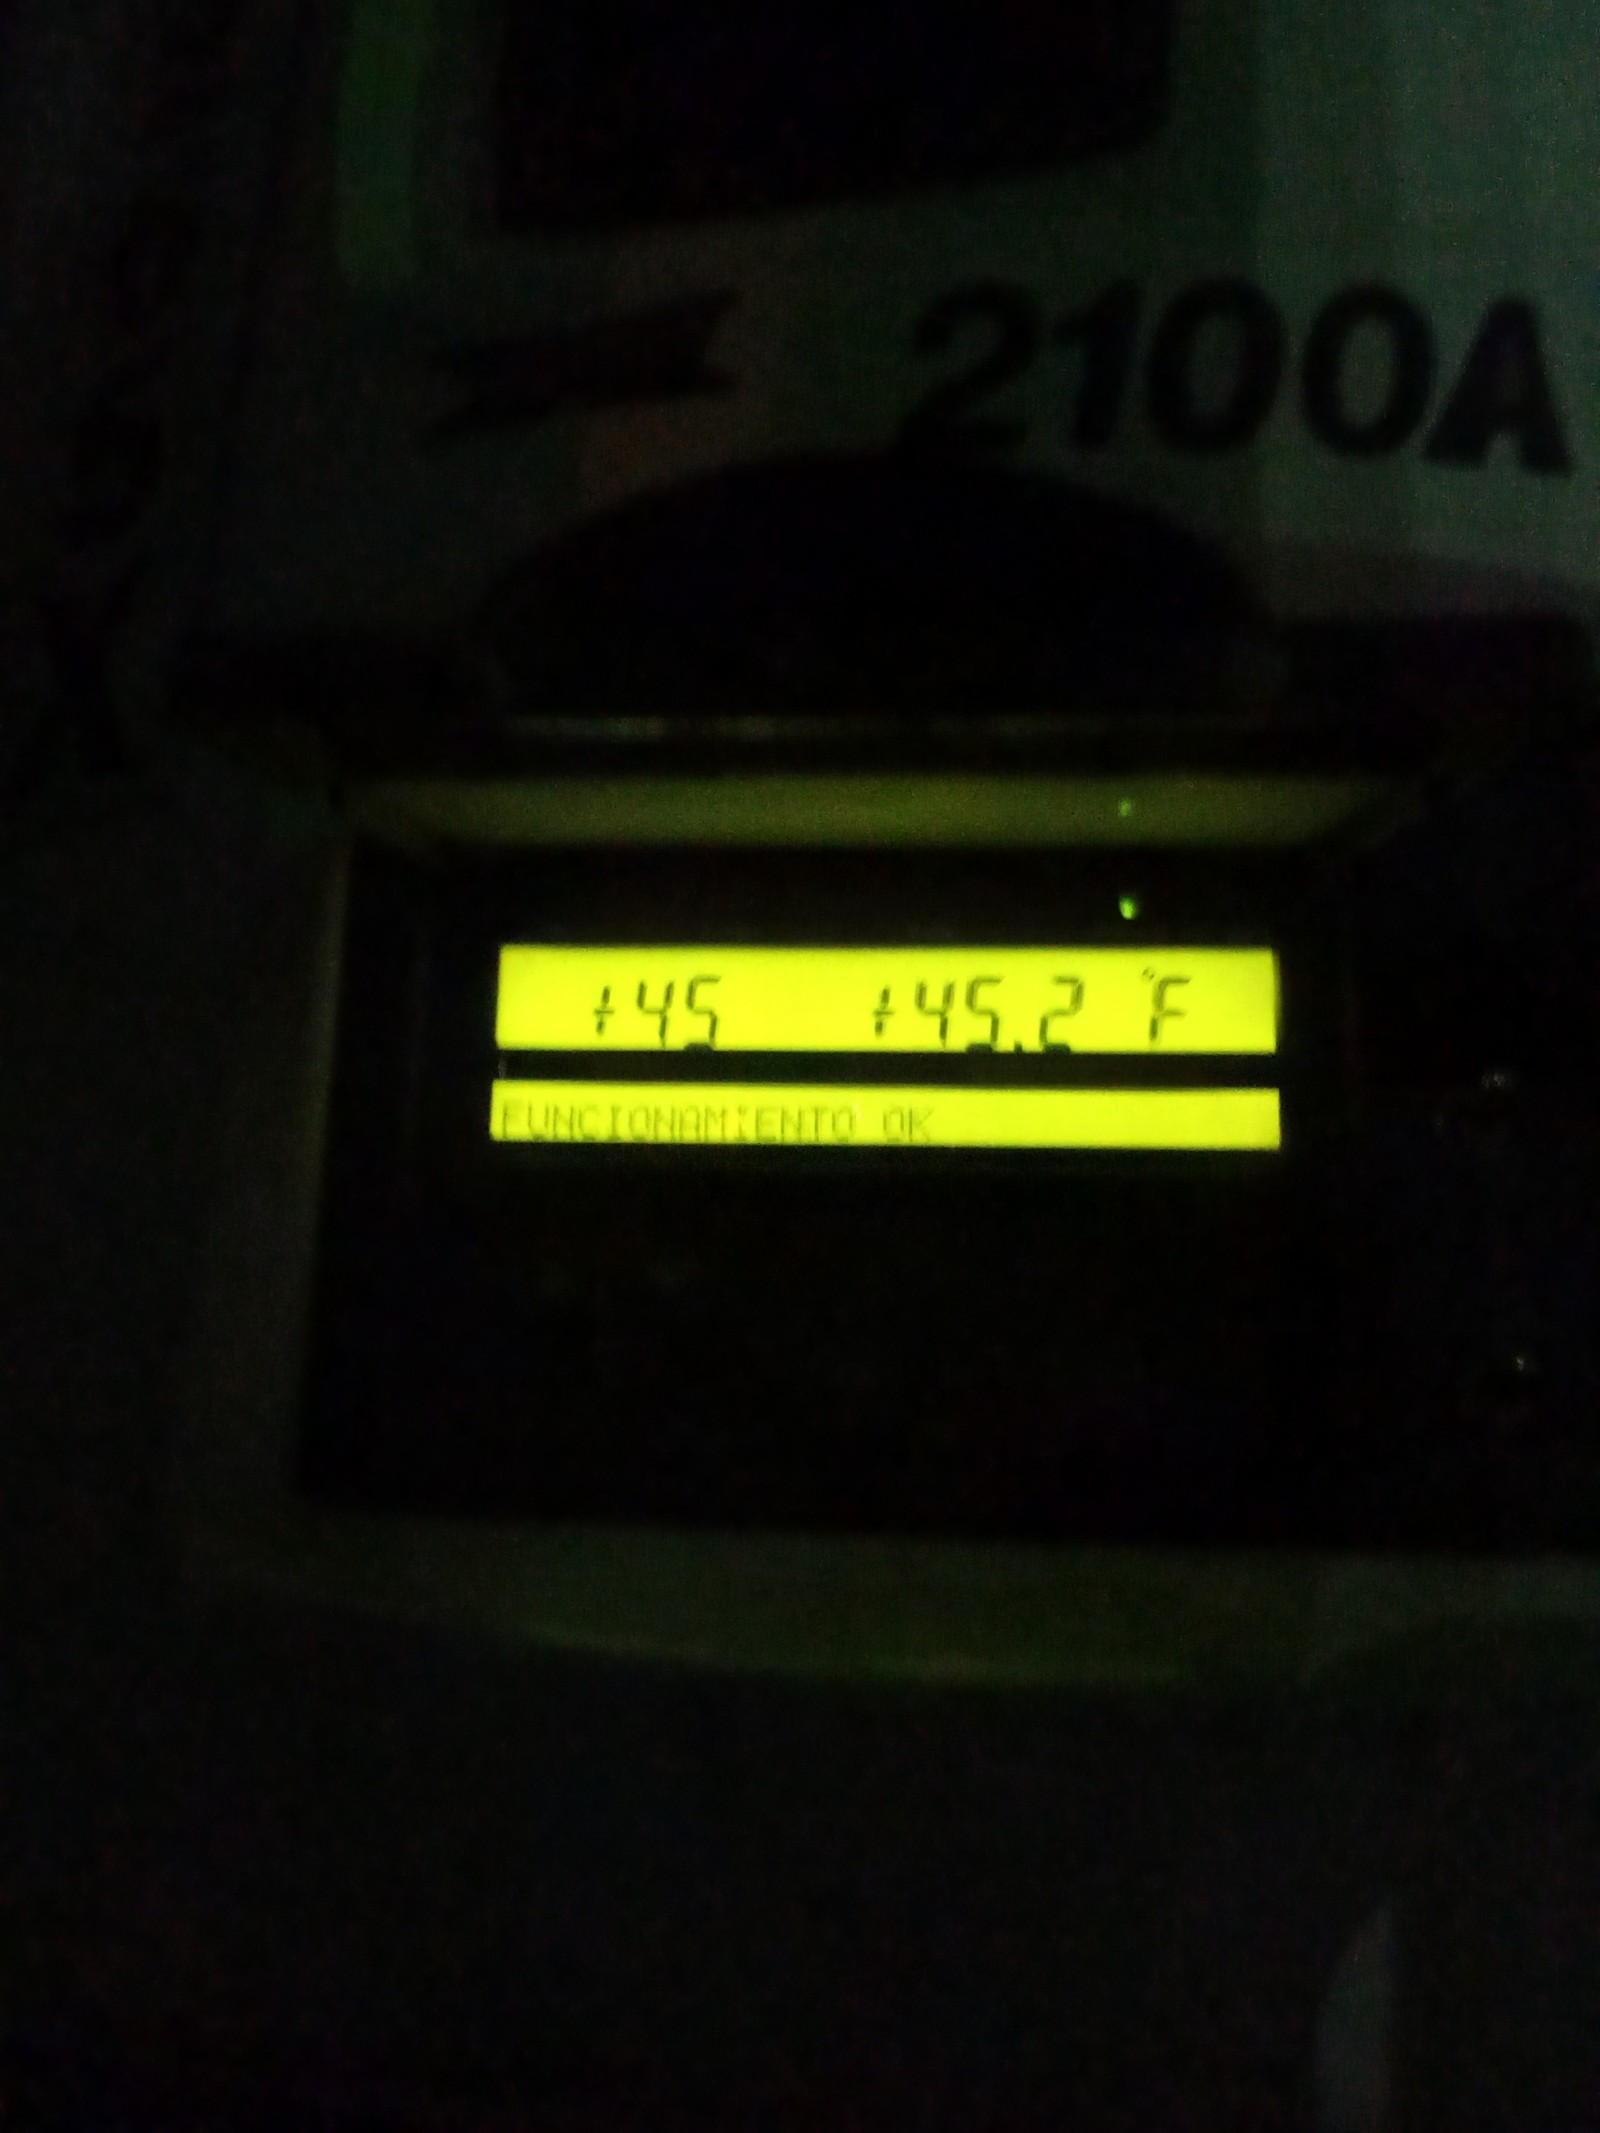 2100A
+45 +45.2 °F
FUNCIONAMIENTO OK